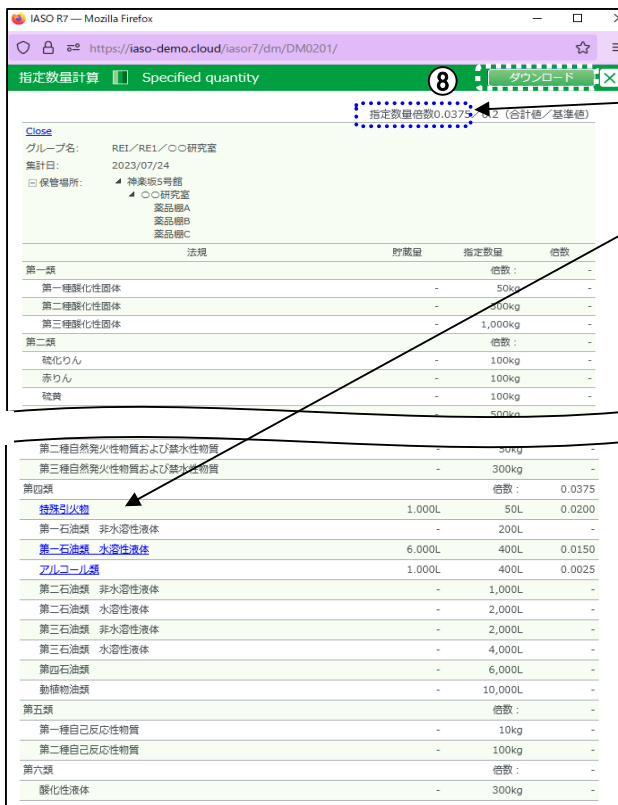 IASO R7 — Mozilla Firefox
https://iaso-demo.cloud/iasor7/dm/DM0201/
指定数量計算 Specified quantity
⑧
ダウンロード
指定数量倍数0.0375/0.2（合計値／基準値）
Close
グループ名: REI／RE1／〇〇研究室
集計日: 2023/07/24
保管場所: 神楽坂5号館
〇〇研究室
薬品棚A
薬品棚B
薬品棚C
法規 貯蔵量 指定数量 倍数
第一類 倍数： -
第一種酸化性固体 - 50kg -
第二種酸化性固体 - 300kg -
第三種酸化性固体 - 1,000kg -
第二類 倍数： -
硫化りん - 100kg -
赤りん - 100kg -
硫黄 - 100kg -
- 500kg -
第二種自然発火性物質および禁水性物質 - 50kg -
第三種自然発火性物質および禁水性物質 - 300kg -
第四類 倍数： 0.0375
特殊引火物 1.000L 50L 0.0200
第一石油類 非水溶性液体 - 200L -
第一石油類 水溶性液体 6.000L 400L 0.0150
アルコール類 1.000L 400L 0.0025
第二石油類 非水溶性液体 - 1,000L -
第二石油類 水溶性液体 - 2,000L -
第三石油類 非水溶性液体 - 2,000L -
第三石油類 水溶性液体 - 4,000L -
第四石油類 - 6,000L -
動植物油類 - 10,000L -
第五類 倍数： -
第一種自己反応性物質 - 10kg -
第二種自己反応性物質 - 100kg -
第六類 倍数： -
酸化性液体 - 300kg -